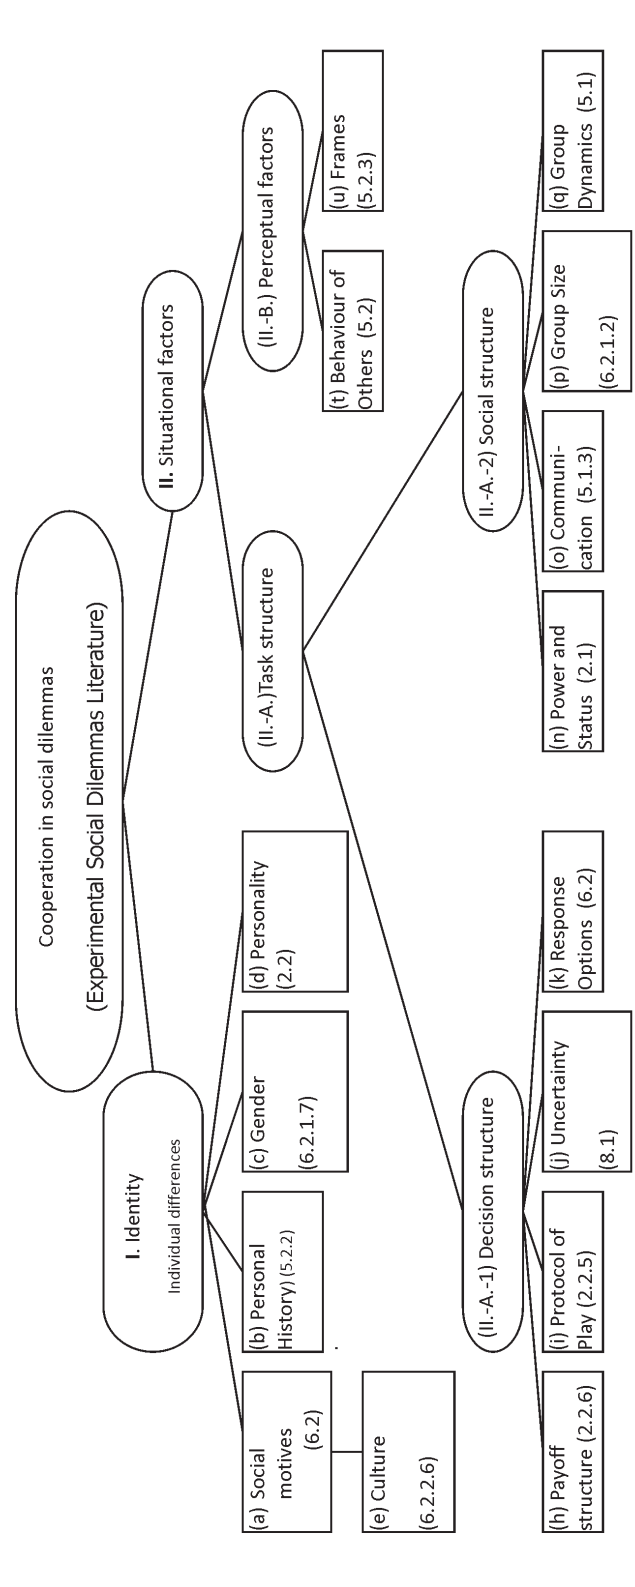 Cooperation in social dilemmas
(Experimental Social Dilemmas Literature)
I. Identity
Individual differences
II. Situational factors
(a) Social
motives
(6.2)
(b) Personal
History) (5.2.2)
(c) Gender
(6.2.1.7)
(d) Personality
(2.2)
(II.-A.)Task structure
(II.-B.) Perceptual factors
(e) Culture
(6.2.2.6)
(t) Behaviour of
Others (5.2)
(u) Frames
(5.2.3)
(II.-A.-1) Decision structure
II.-A.-2) Social structure
(h) Payoff
structure (2.2.6)
(i) Protocol of
Play (2.2.5)
(j) Uncertainty
(8.1)
(k) Response
Options (6.2)
(n) Power and
Status (2.1)
(o) Communi-
cation (5.1.3)
(p) Group Size
(6.2.1.2)
(q) Group
Dynamics (5.1)